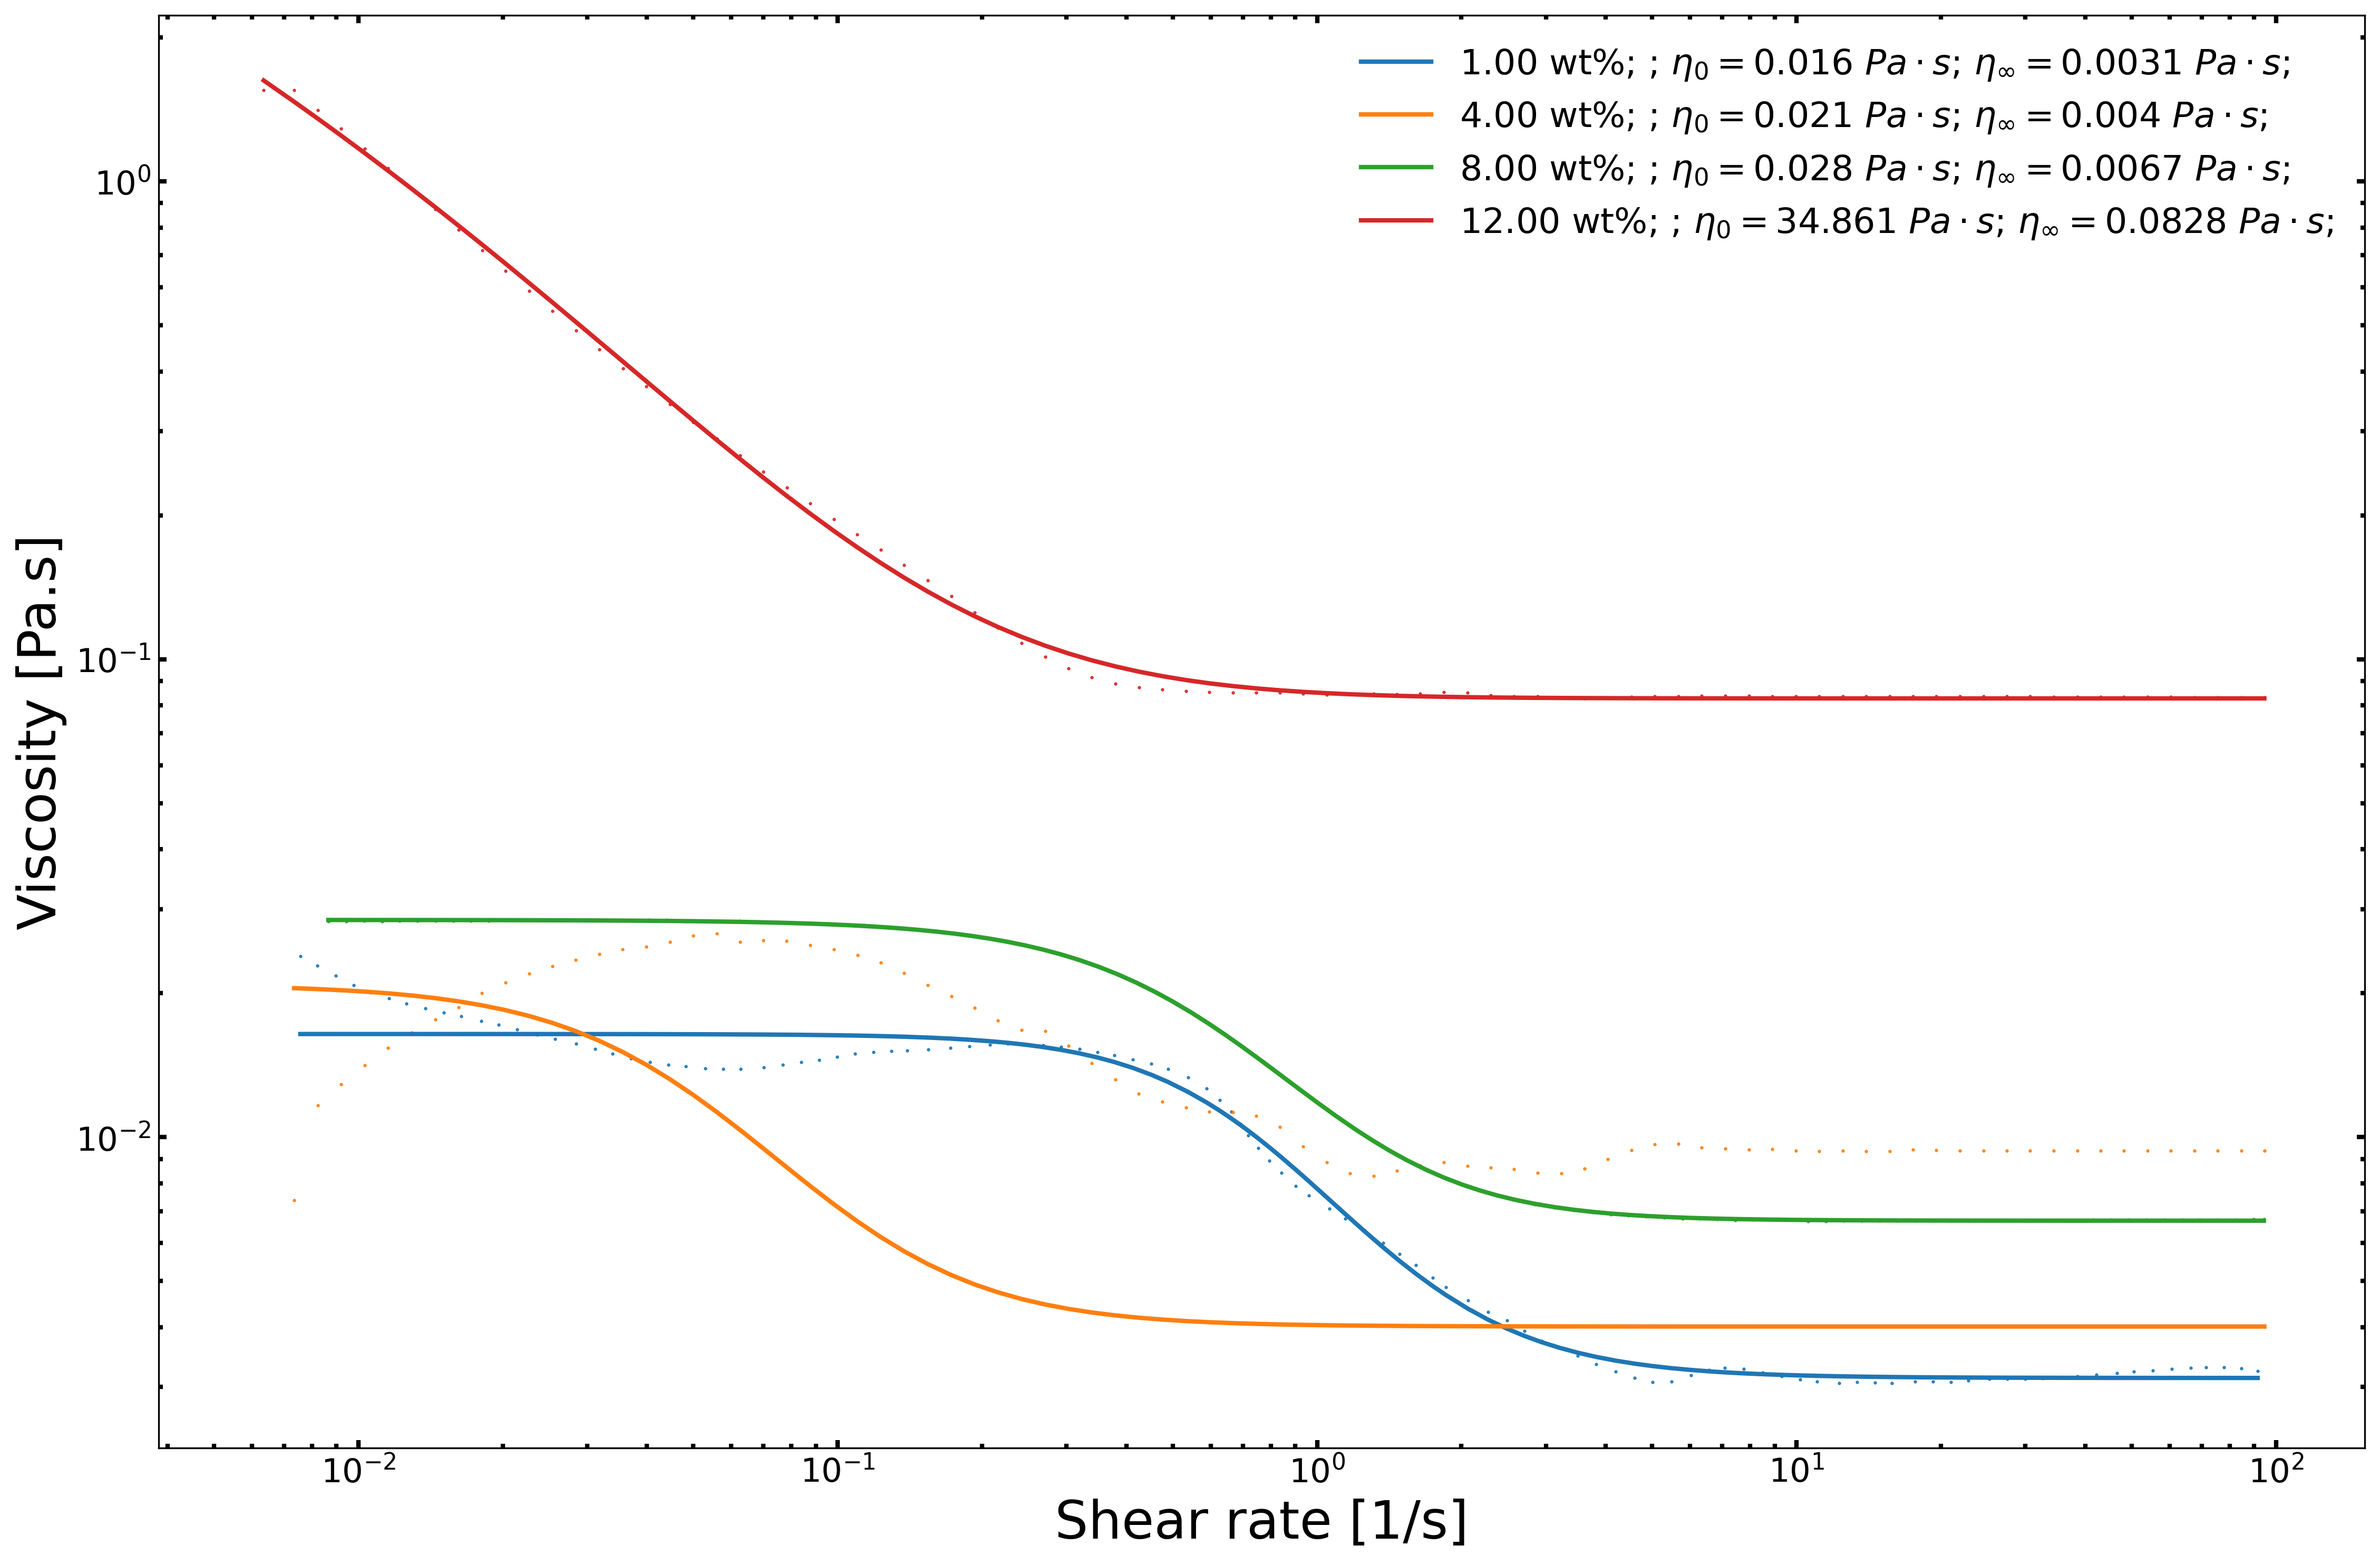 1.00 wt%; ; η₀ = 0.016 Pa · s; η∞ = 0.0031 Pa · s;
4.00 wt%; ; η₀ = 0.021 Pa · s; η∞ = 0.004 Pa · s;
8.00 wt%; ; η₀ = 0.028 Pa · s; η∞ = 0.0067 Pa · s;
12.00 wt%; ; η₀ = 34.861 Pa · s; η∞ = 0.0828 Pa · s;
Viscosity [Pa.s]
10⁰
10⁻¹
10⁻²
10⁻² 10⁻¹ 10⁰ 10¹ 10²
Shear rate [1/s]